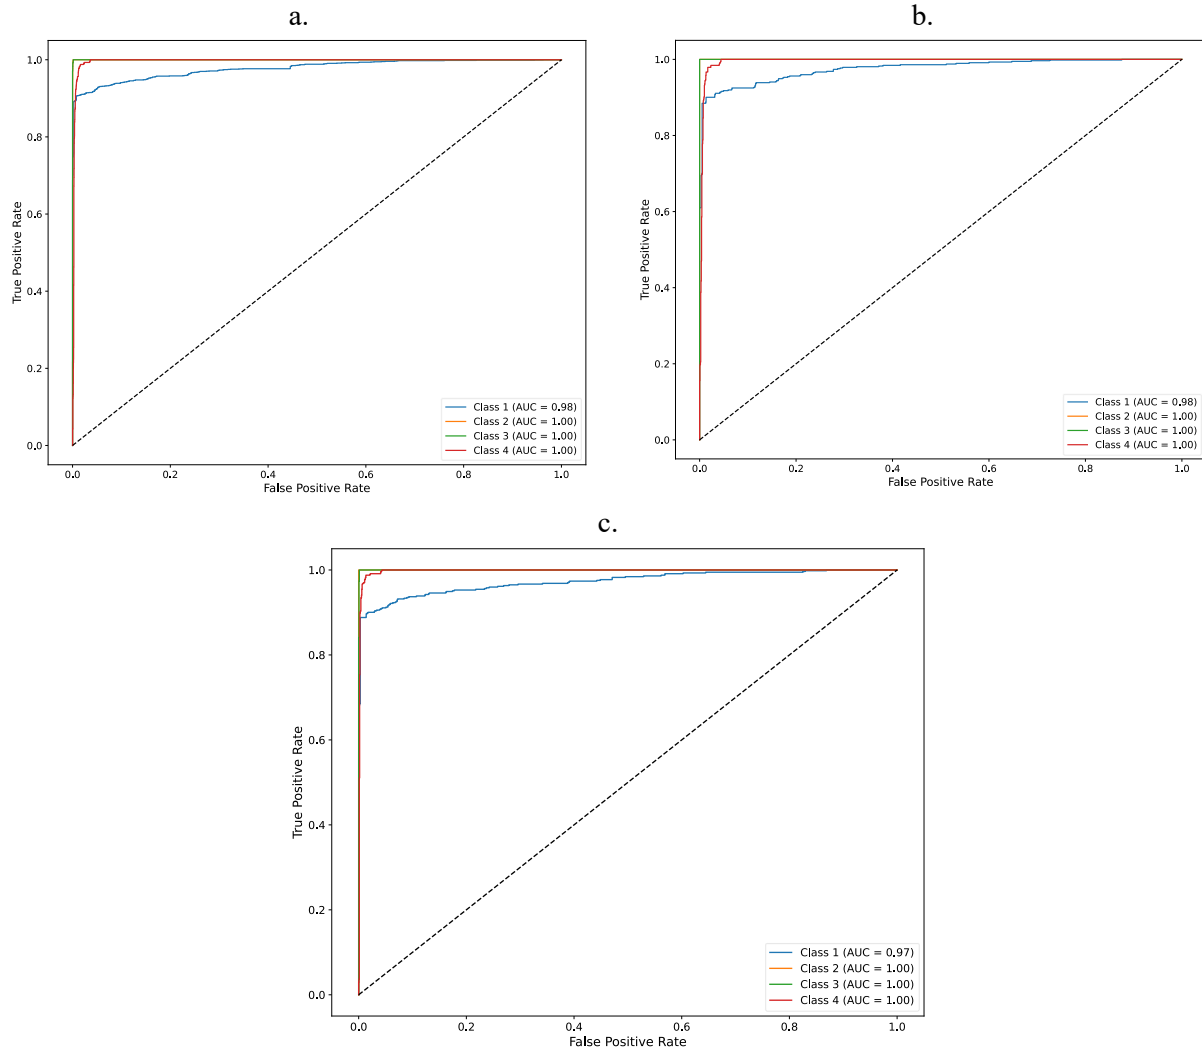 a.
1.0
0.8
0.6
0.4
0.2
0.0
True Positive Rate
0.0 0.2 0.4 0.6 0.8 1.0
False Positive Rate
Class 1 (AUC = 0.98)
Class 2 (AUC = 1.00)
Class 3 (AUC = 1.00)
Class 4 (AUC = 1.00)
b.
1.0
0.8
0.6
0.4
0.2
0.0
True Positive Rate
0.0 0.2 0.4 0.6 0.8 1.0
False Positive Rate
Class 1 (AUC = 0.98)
Class 2 (AUC = 1.00)
Class 3 (AUC = 1.00)
Class 4 (AUC = 1.00)
c.
1.0
0.8
0.6
0.4
0.2
0.0
True Positive Rate
0.0 0.2 0.4 0.6 0.8 1.0
False Positive Rate
Class 1 (AUC = 0.97)
Class 2 (AUC = 1.00)
Class 3 (AUC = 1.00)
Class 4 (AUC = 1.00)